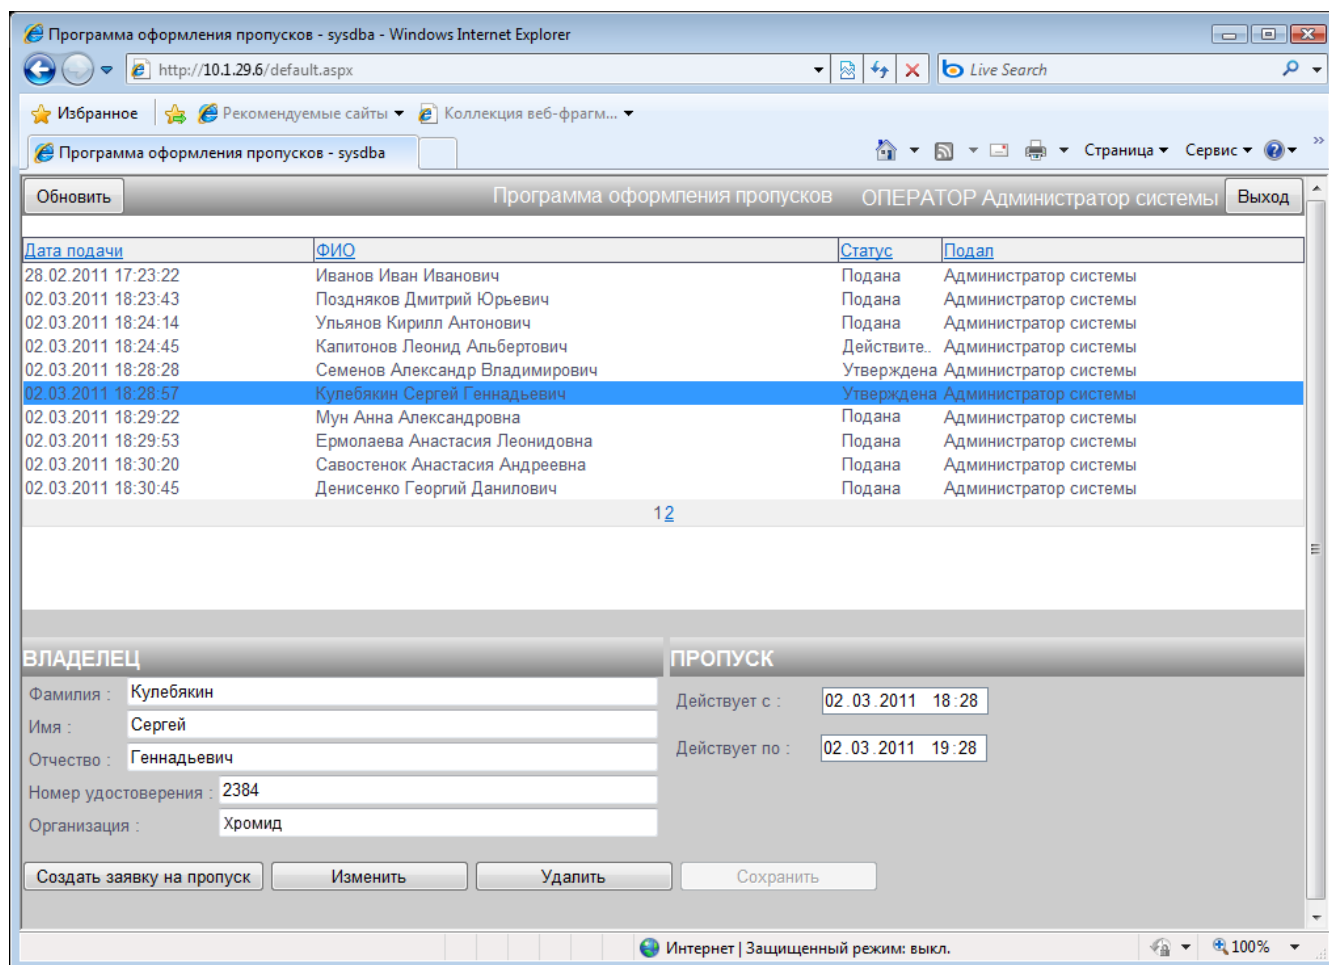 Программа оформления пропусков - sysdba - Windows Internet Explorer
http://10.1.29.6/default.aspx
Live Search
Избранное Рекомендуемые сайты Коллекция веб-фрагм...
Программа оформления пропусков - sysdba Страница Сервис
Обновить Программа оформления пропусков ОПЕРАТОР Администратор системы Выход
Дата подачи ФИО Статус Подал
28.02.2011 17:23:22 Иванов Иван Иванович Подана Администратор системы
02.03.2011 18:23:43 Поздняков Дмитрий Юрьевич Подана Администратор системы
02.03.2011 18:24:14 Ульянов Кирилл Антонович Подана Администратор системы
02.03.2011 18:24:45 Капитонов Леонид Альбертович Действите.. Администратор системы
02.03.2011 18:28:28 Семенов Александр Владимирович Утверждена Администратор системы
02.03.2011 18:28:57 Кулебякин Сергей Геннадьевич Утверждена Администратор системы
02.03.2011 18:29:22 Мун Анна Александровна Подана Администратор системы
02.03.2011 18:29:53 Ермолаева Анастасия Леонидовна Подана Администратор системы
02.03.2011 18:30:20 Савостенок Анастасия Андреевна Подана Администратор системы
02.03.2011 18:30:45 Денисенко Георгий Данилович Подана Администратор системы
1 2
ВЛАДЕЛЕЦ ПРОПУСК
Фамилия : Кулебякин Действует с : 02.03.2011 18:28
Имя : Сергей
Отчество : Геннадьевич Действует по : 02.03.2011 19:28
Номер удостоверения : 2384
Организация : Хромид
Создать заявку на пропуск Изменить Удалить Сохранить
Интернет | Защищенный режим: выкл. 100%